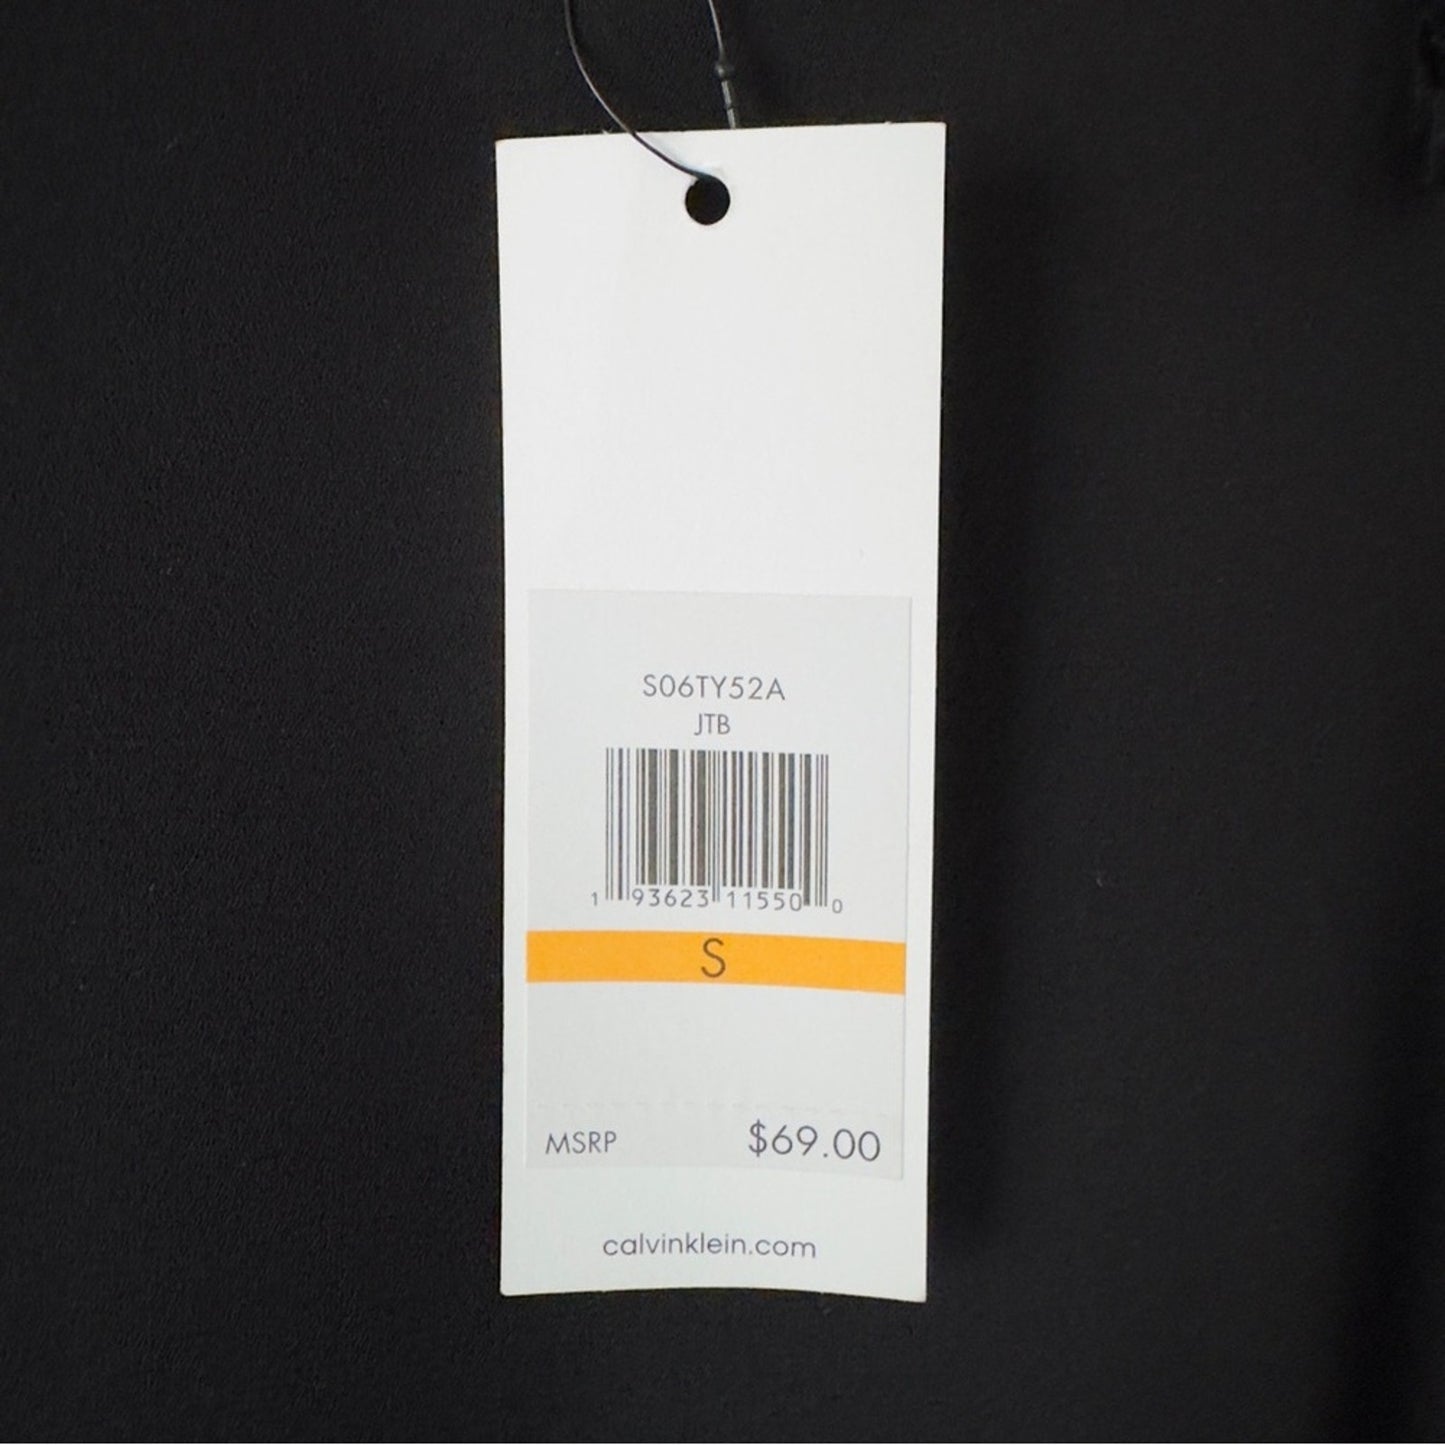 S06TY52A
JTB
1 93623 11550 0
S
MSRP $69.00
calvinklein.com